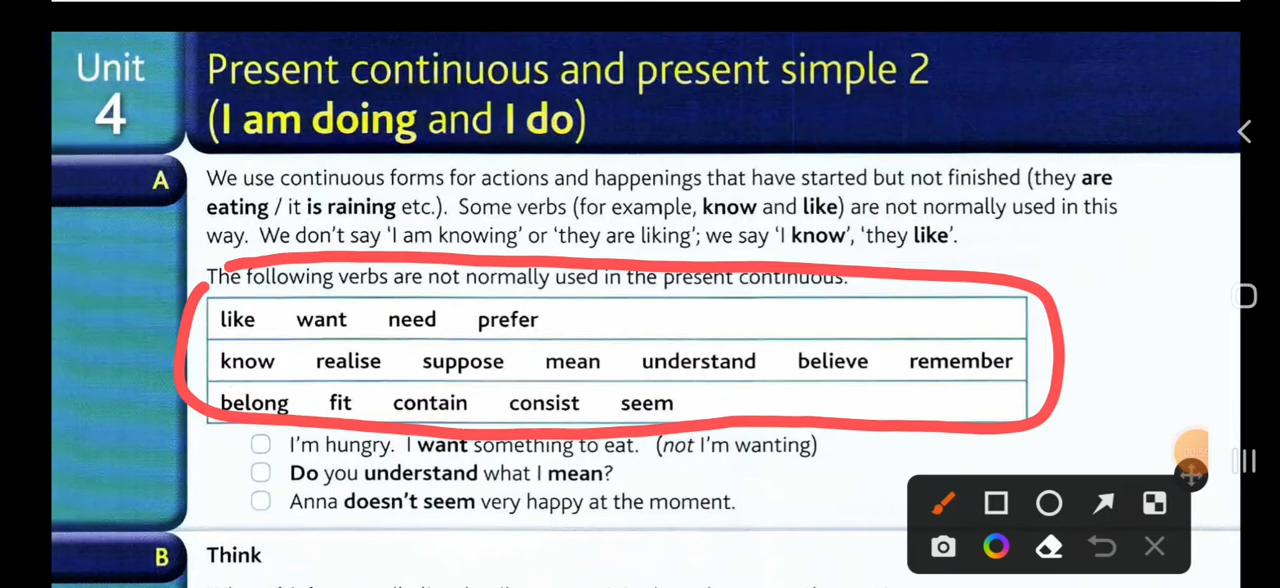 Unit
4
Present continuous and present simple 2
(I am doing and I do)
A
We use continuous forms for actions and happenings that have started but not finished (they are
eating / it is raining etc.). Some verbs (for example, know and like) are not normally used in this
way. We don't say 'I am knowing' or 'they are liking'; we say 'I know', 'they like'.
The following verbs are not normally used in the present continuous:
like want need prefer
know realise suppose mean understand believe remember
belong fit contain consist seem
I'm hungry. I want something to eat. (not I'm wanting)
Do you understand what I mean?
Anna doesn't seem very happy at the moment.
B
Think